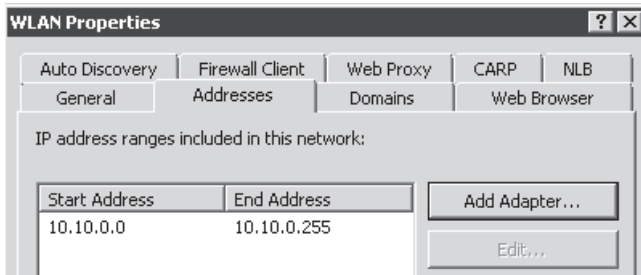 WLAN Properties ? ×
Auto Discovery Firewall Client Web Proxy CARP NLB
General Addresses Domains Web Browser
IP address ranges included in this network:
Start Address End Address
10.10.0.0 10.10.0.255
Add Adapter...
Edit...